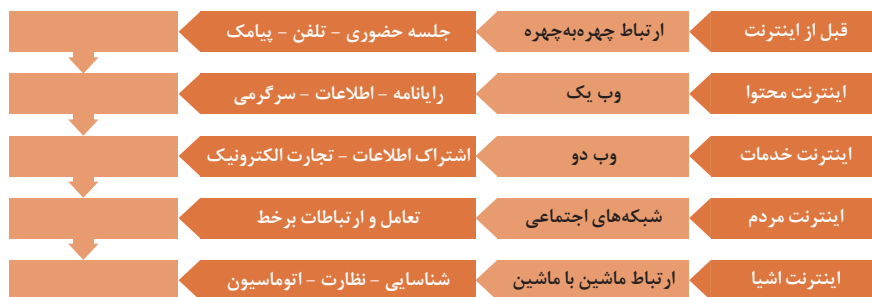 قبل از اینترنت
ارتباط چهره‌به‌چهره
جلسه حضوری - تلفن - پیامک
اینترنت محتوا
وب یک
رایانامه - اطلاعات - سرگرمی
اینترنت خدمات
وب دو
اشتراک اطلاعات - تجارت الکترونیک
اینترنت مردم
شبکه‌های اجتماعی
تعامل و ارتباطات برخط
اینترنت اشیا
ارتباط ماشین با ماشین
شناسایی - نظارت - اتوماسیون